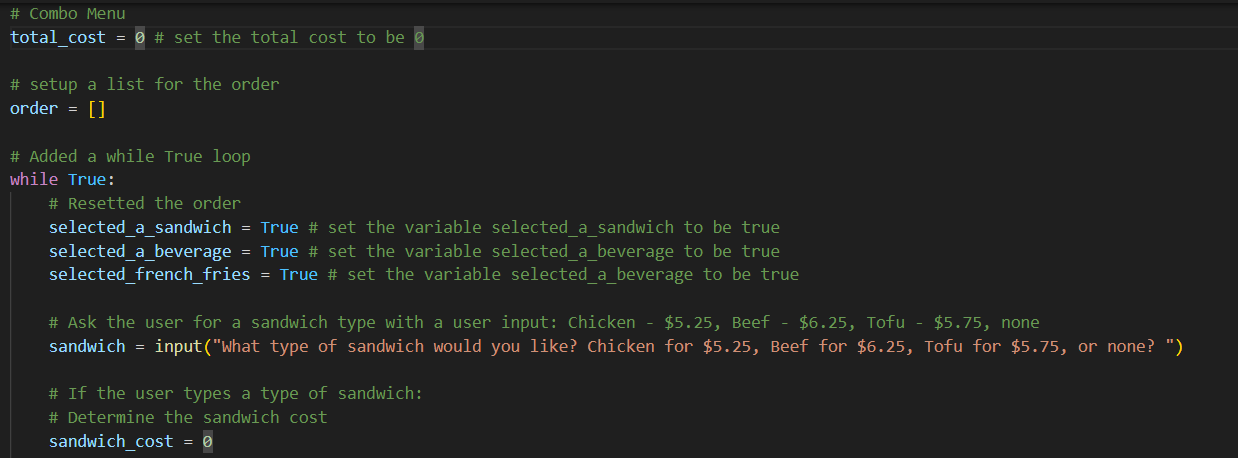 # Combo Menu
total_cost = 0 # set the total cost to be 0
# setup a list for the order
order = []
# Added a while True loop
while True:
# Resetted the order
selected_a_sandwich = True # set the variable selected_a_sandwich to be true
selected_a_beverage = True # set the variable selected_a_beverage to be true
selected_french_fries = True # set the variable selected_a_beverage to be true
# Ask the user for a sandwich type with a user input: Chicken - $5.25, Beef - $6.25, Tofu - $5.75, none
sandwich = input("What type of sandwich would you like? Chicken for $5.25, Beef for $6.25, Tofu for $5.75, or none? ")
# If the user types a type of sandwich:
# Determine the sandwich cost
sandwich_cost = 0